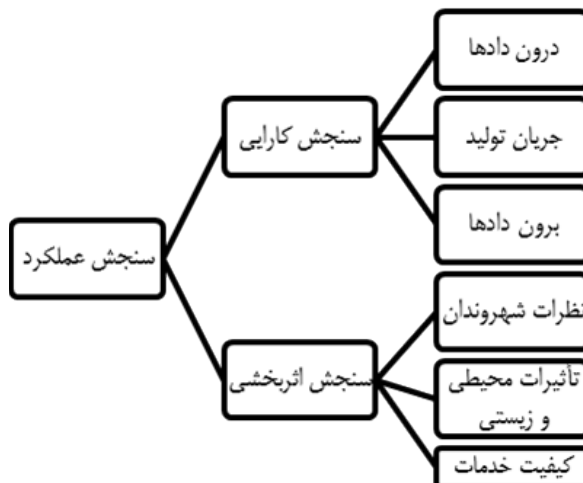 درون دادها
سنجش کارایی
جریان تولید
برون دادها
سنجش عملکرد
نظرات شهروندان
سنجش اثربخشی
تأثیرات محیطی
و زیستی
کیفیت خدمات